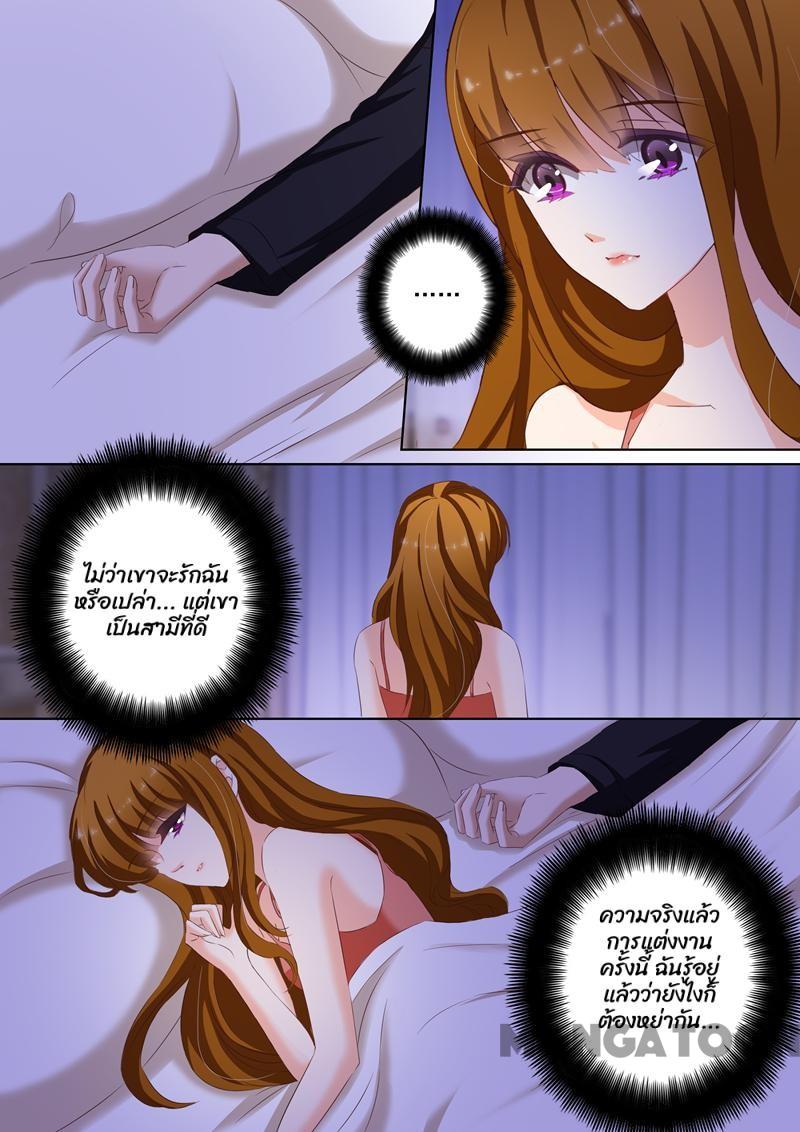 ......
ไม่ว่าเขาจะรักฉัน
หรือเปล่า... แต่เขา
เป็นสามีที่ดี
ความจริงแล้ว
การแต่งงาน
ครั้งนี้ ฉันรู้อยู่
แล้วว่ายังไงก็
ต้องหย่ากัน...